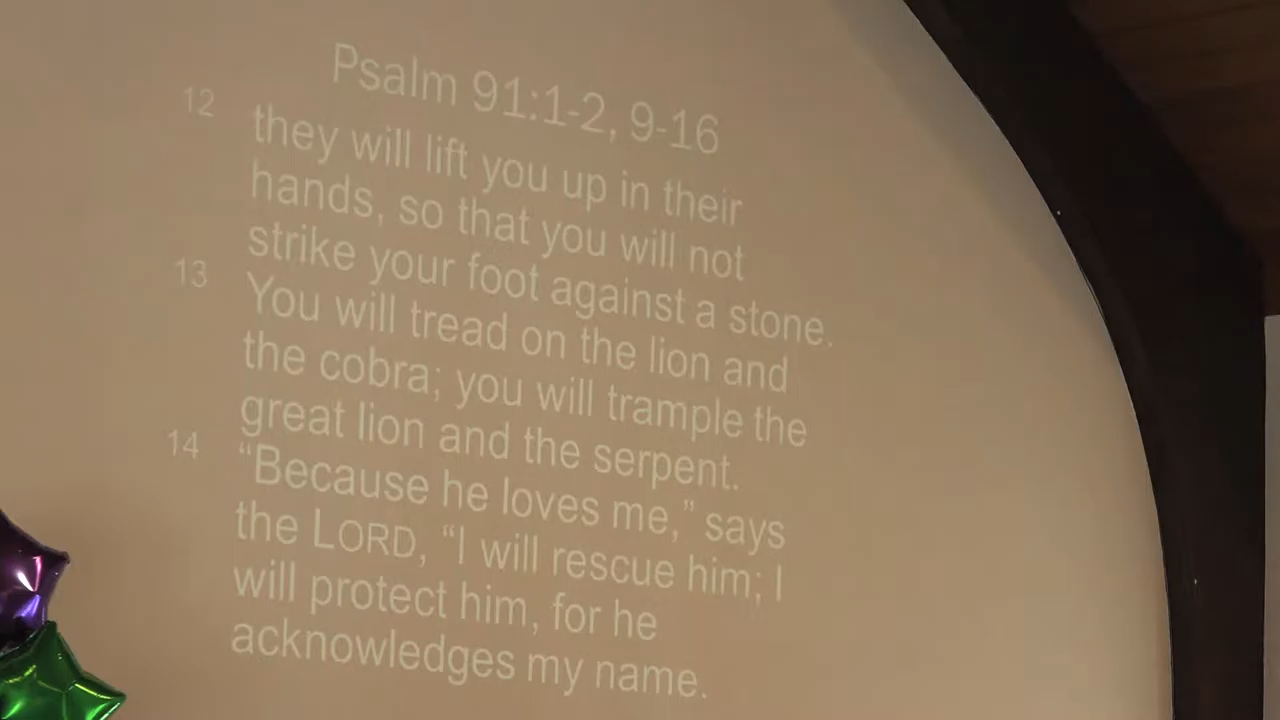 Psalm 91:1-2, 9-16
12 they will lift you up in their
hands, so that you will not
strike your foot against a stone.
13 You will tread on the lion and
the cobra; you will trample the
great lion and the serpent.
14 “Because he loves me,” says
the LORD, “I will rescue him; I
will protect him, for he
acknowledges my name.